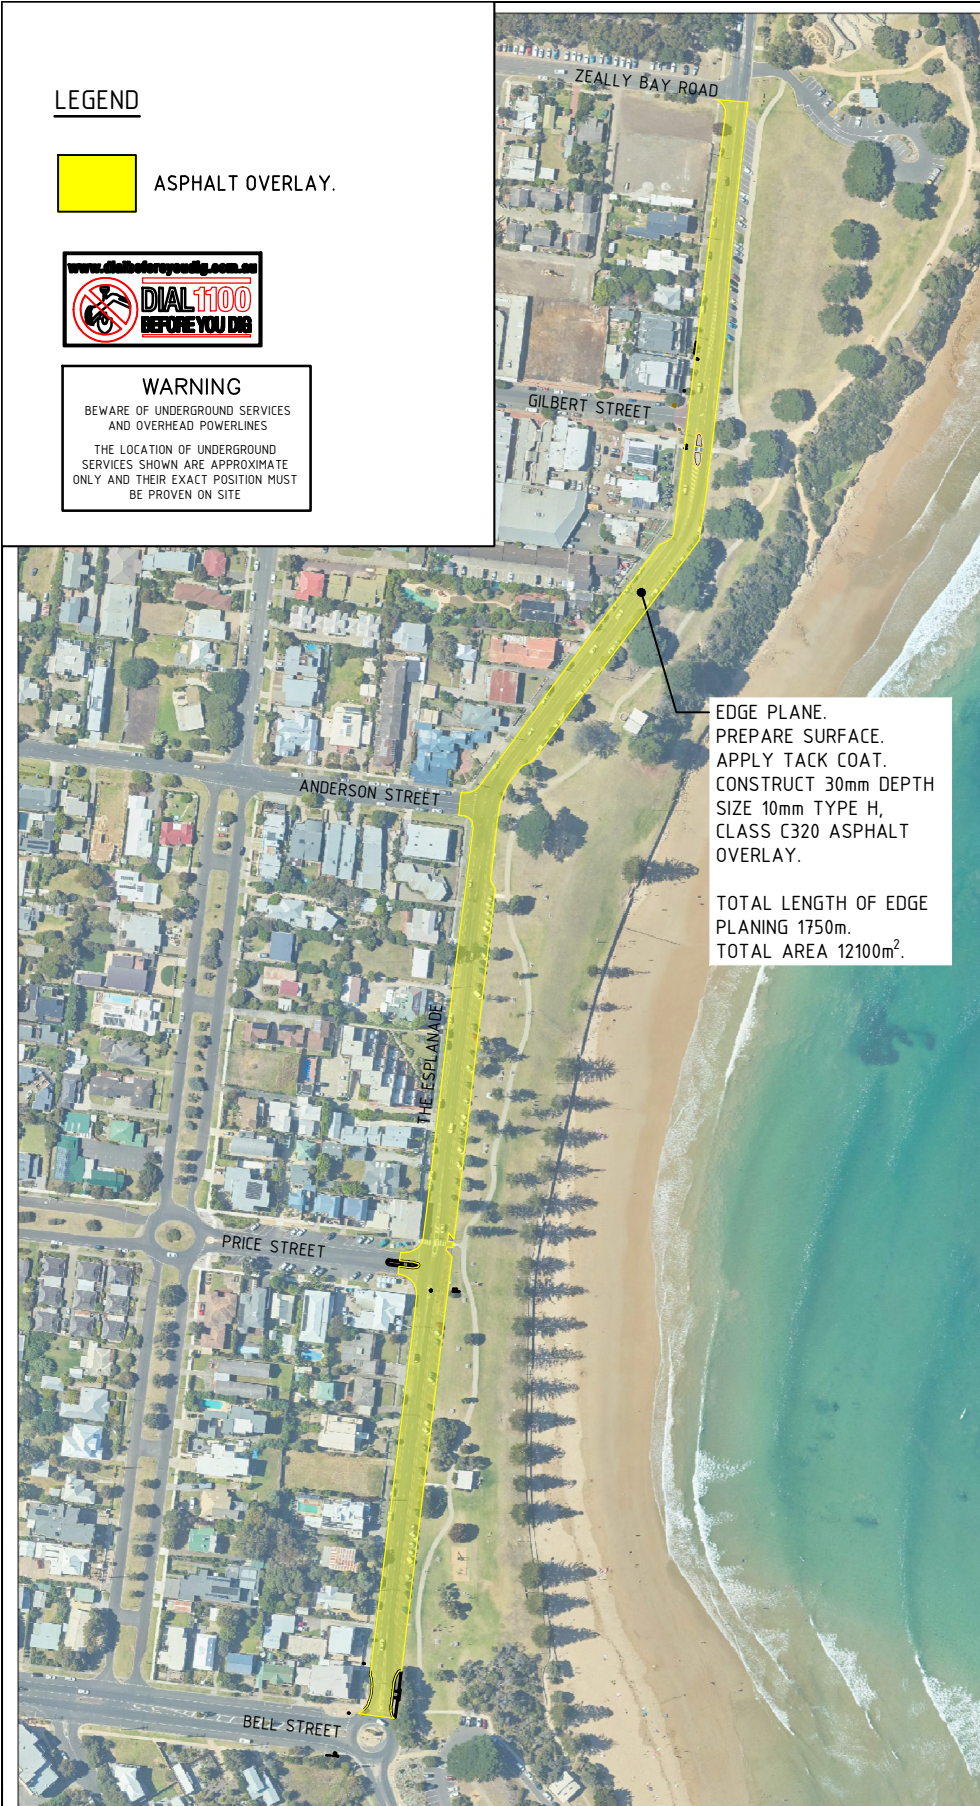 LEGEND
ASPHALT OVERLAY.
www.dialbeforeyoudig.com.au
DIAL1100
BEFORE YOU DIG
WARNING
BEWARE OF UNDERGROUND SERVICES
AND OVERHEAD POWERLINES
THE LOCATION OF UNDERGROUND
SERVICES SHOWN ARE APPROXIMATE
ONLY AND THEIR EXACT POSITION MUST
BE PROVEN ON SITE
ZEALLY BAY ROAD
GILBERT STREET
EDGE PLANE.
PREPARE SURFACE.
APPLY TACK COAT.
CONSTRUCT 30mm DEPTH
SIZE 10mm TYPE H,
CLASS C320 ASPHALT
OVERLAY.
TOTAL LENGTH OF EDGE
PLANING 1750m.
TOTAL AREA 12100m².
ANDERSON STREET
THE ESPLANADE
PRICE STREET
BELL STREET